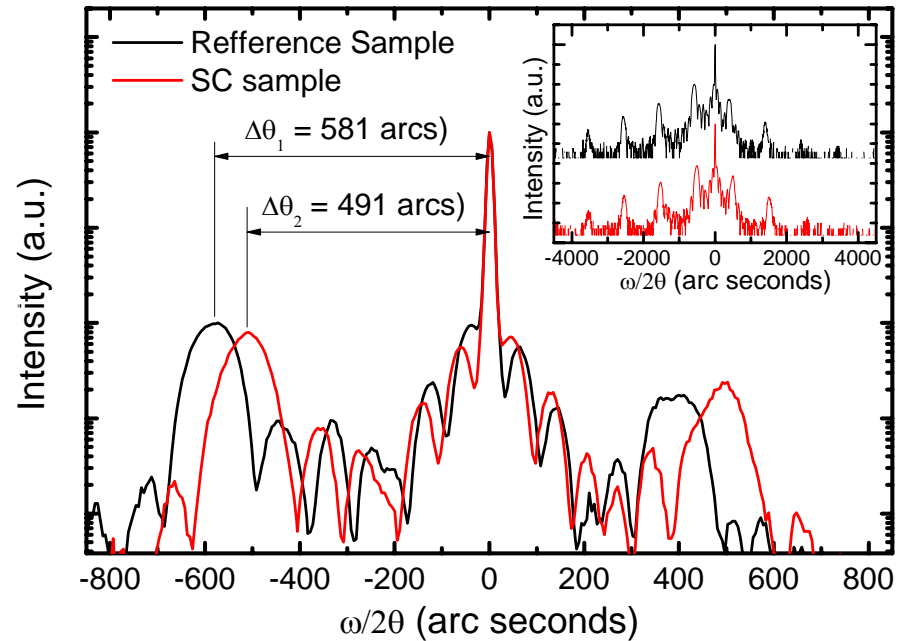 Refference Sample
SC sample
Δθ₁ = 581 arcs)
Δθ₂ = 491 arcs)
Intensity (a.u.)
-800 -600 -400 -200 0 200 400 600 800
ω/2θ (arc seconds)
Intensity (a.u.)
-4000 -2000 0 2000 4000
ω/2θ (arc seconds)